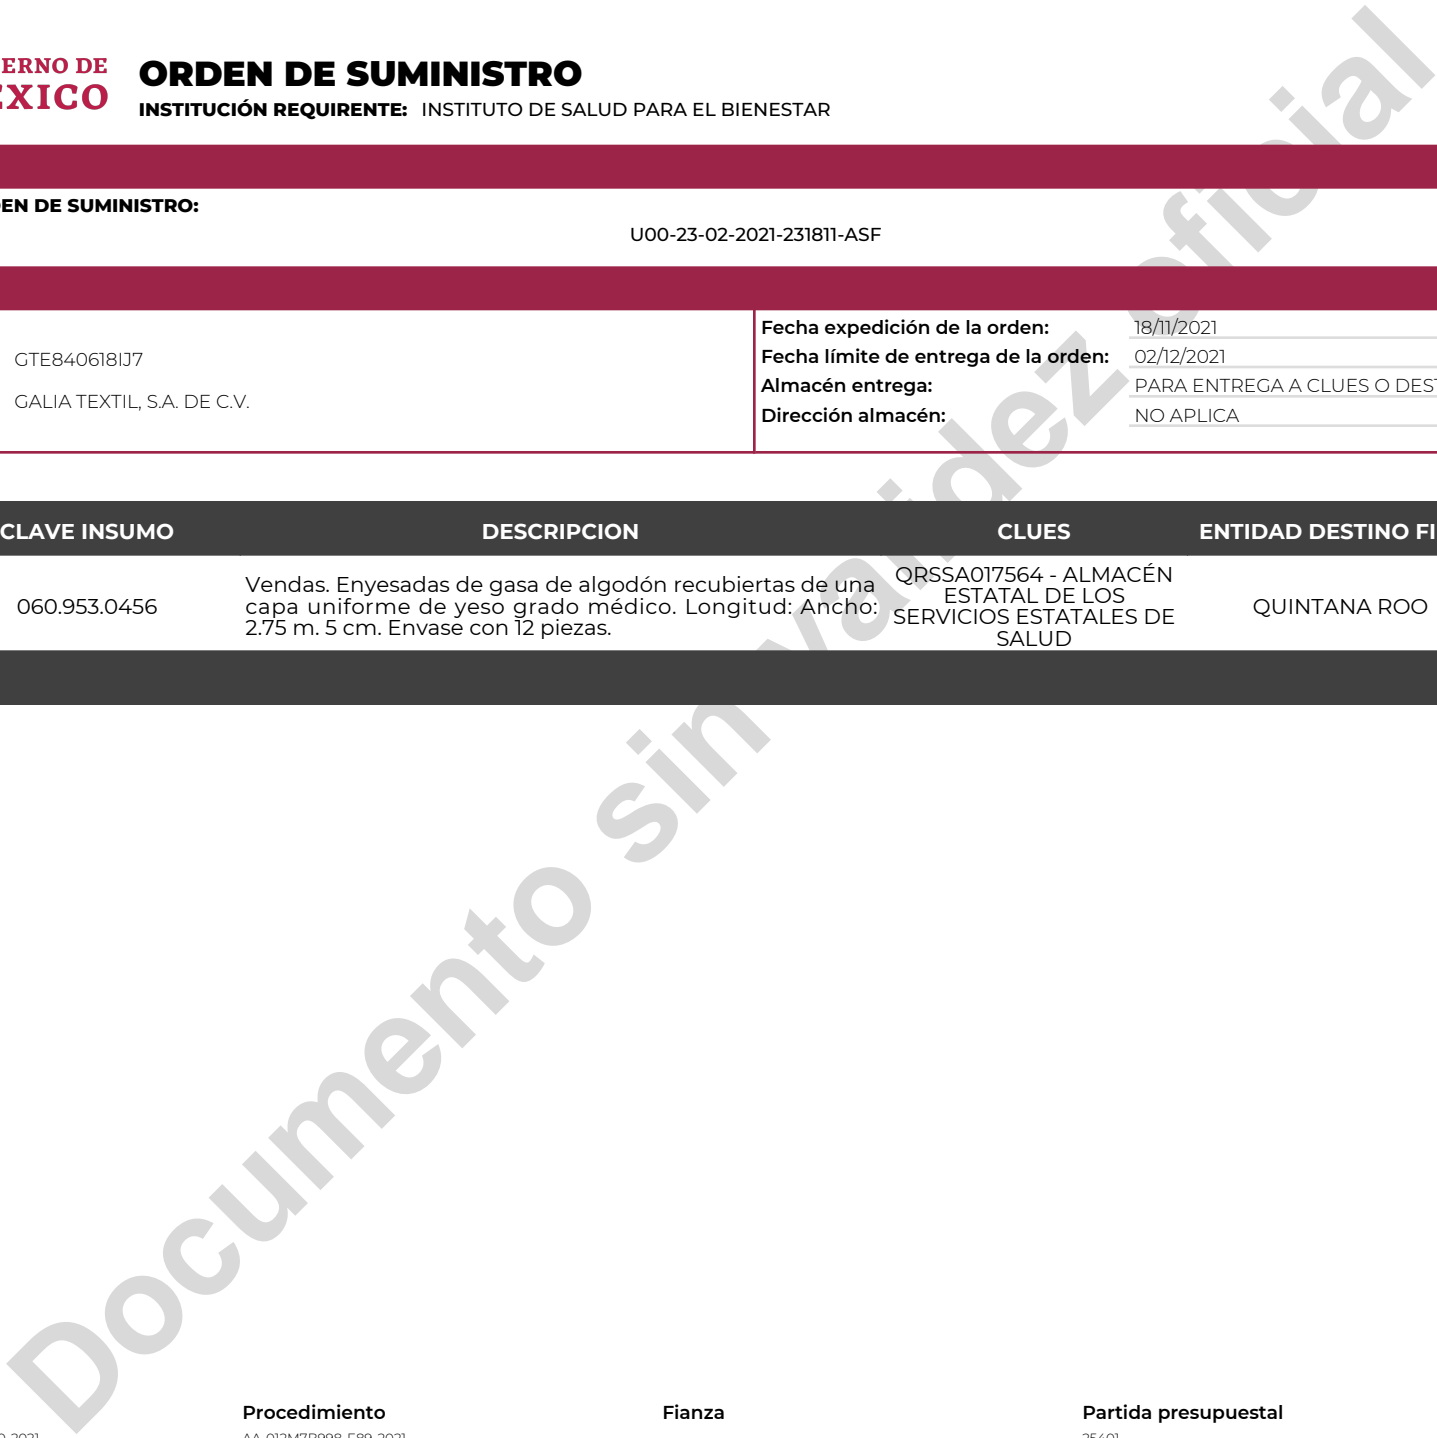 ERNO DE
ÉXICO
ORDEN DE SUMINISTRO
INSTITUCIÓN REQUIRENTE: INSTITUTO DE SALUD PARA EL BIENESTAR
EN DE SUMINISTRO:
U00-23-02-2021-231811-ASF
GTE840618IJ7
GALIA TEXTIL, S.A. DE C.V.
Fecha expedición de la orden: 18/11/2021
Fecha límite de entrega de la orden: 02/12/2021
Almacén entrega: PARA ENTREGA A CLUES O DEST
Dirección almacén: NO APLICA
CLAVE INSUMO DESCRIPCION CLUES ENTIDAD DESTINO FI
060.953.0456
Vendas. Enyesadas de gasa de algodón recubiertas de una
capa uniforme de yeso grado médico. Longitud: Ancho:
2.75 m. 5 cm. Envase con 12 piezas.
QRSSA017564 - ALMACÉN
ESTATAL DE LOS
SERVICIOS ESTATALES DE
SALUD
QUINTANA ROO
Documento sin validez oficial
Procedimiento Fianza Partida presupuestal